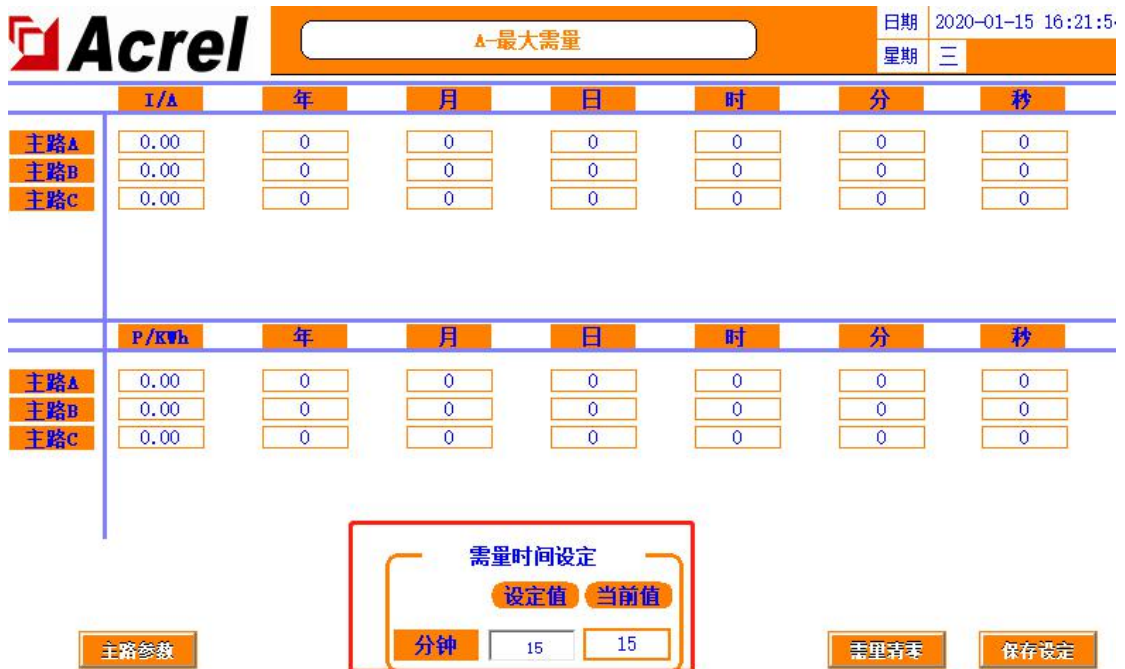 Acrel A-最大需量 日期 2020-01-15 16:21:5
星期 三
I/A 年 月 日 时 分 秒
主路A 0.00 0 0 0 0 0 0
主路B 0.00 0 0 0 0 0 0
主路C 0.00 0 0 0 0 0 0
P/KWh 年 月 日 时 分 秒
主路A 0.00 0 0 0 0 0 0
主路B 0.00 0 0 0 0 0 0
主路C 0.00 0 0 0 0 0 0
需量时间设定
设定值 当前值
分钟 15 15
主路参数 需量清零 保存设定